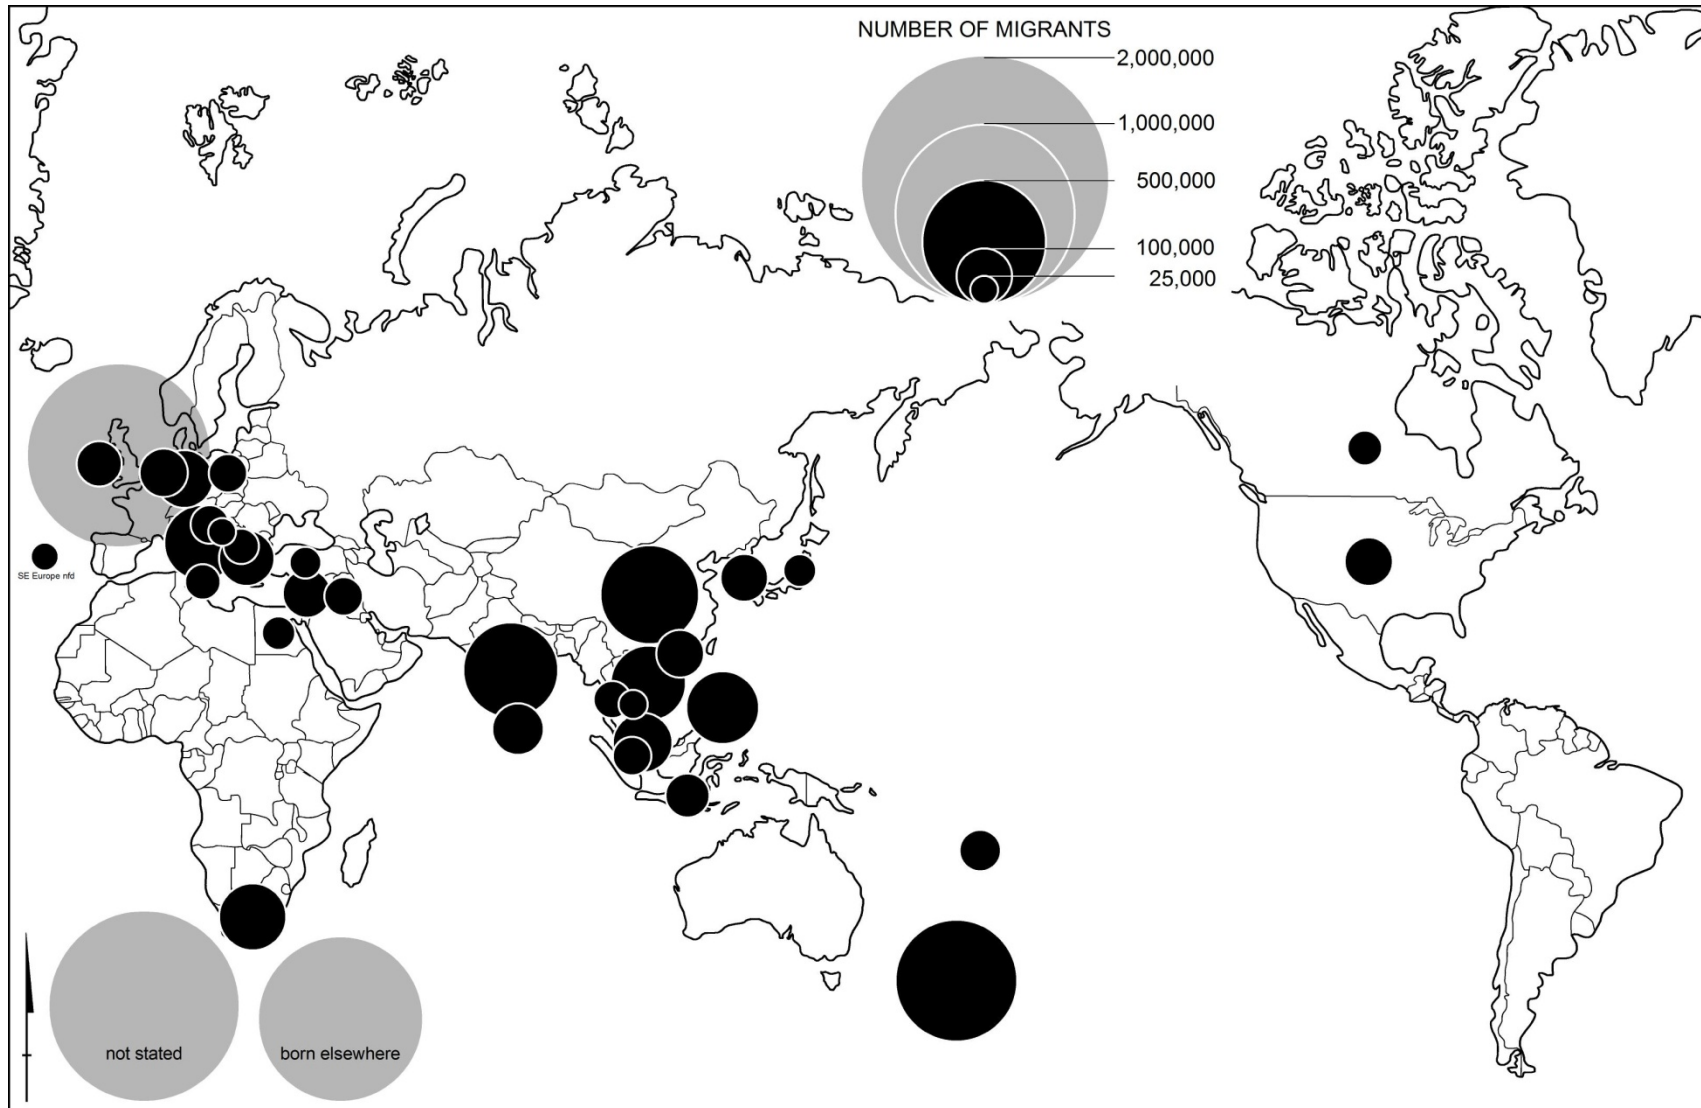 NUMBER OF MIGRANTS
2,000,000
1,000,000
500,000
100,000
25,000
SE Europe nfd
not stated
born elsewhere